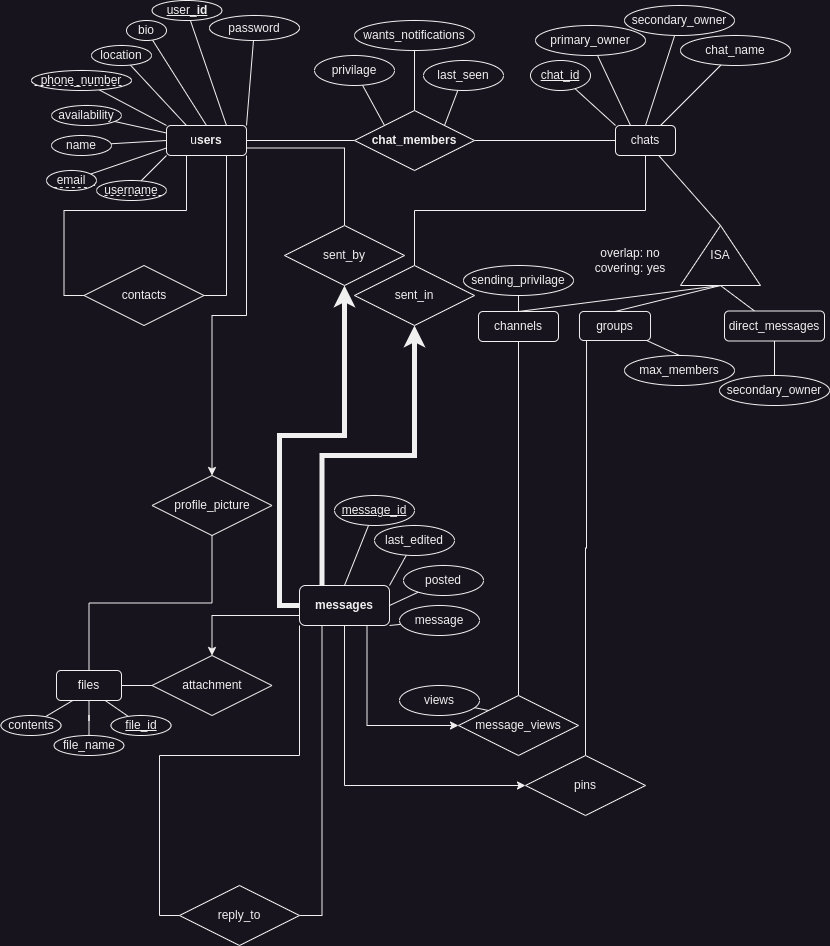 user_id
bio
password
location
phone_number
availability
name
email
username
users
wants_notifications
privilage
last_seen
chat_members
secondary_owner
primary_owner
chat_name
chat_id
chats
sent_by
contacts
sent_in
overlap: no
covering: yes
ISA
sending_privilage
channels
groups
direct_messages
max_members
secondary_owner
profile_picture
message_id
last_edited
posted
messages
message
files
attachment
contents
file_name
file_id
views
message_views
pins
reply_to